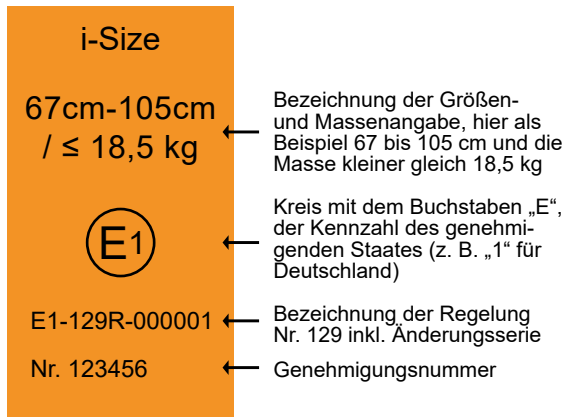 i-Size
67cm-105cm
/ ≤ 18,5 kg
Bezeichnung der Größen-
und Massenangabe, hier als
Beispiel 67 bis 105 cm und die
Masse kleiner gleich 18,5 kg
E1
Kreis mit dem Buchstaben „E“,
der Kennzahl des genehmi-
genden Staates (z. B. „1“ für
Deutschland)
E1-129R-000001
Bezeichnung der Regelung
Nr. 129 inkl. Änderungsserie
Nr. 123456
Genehmigungsnummer